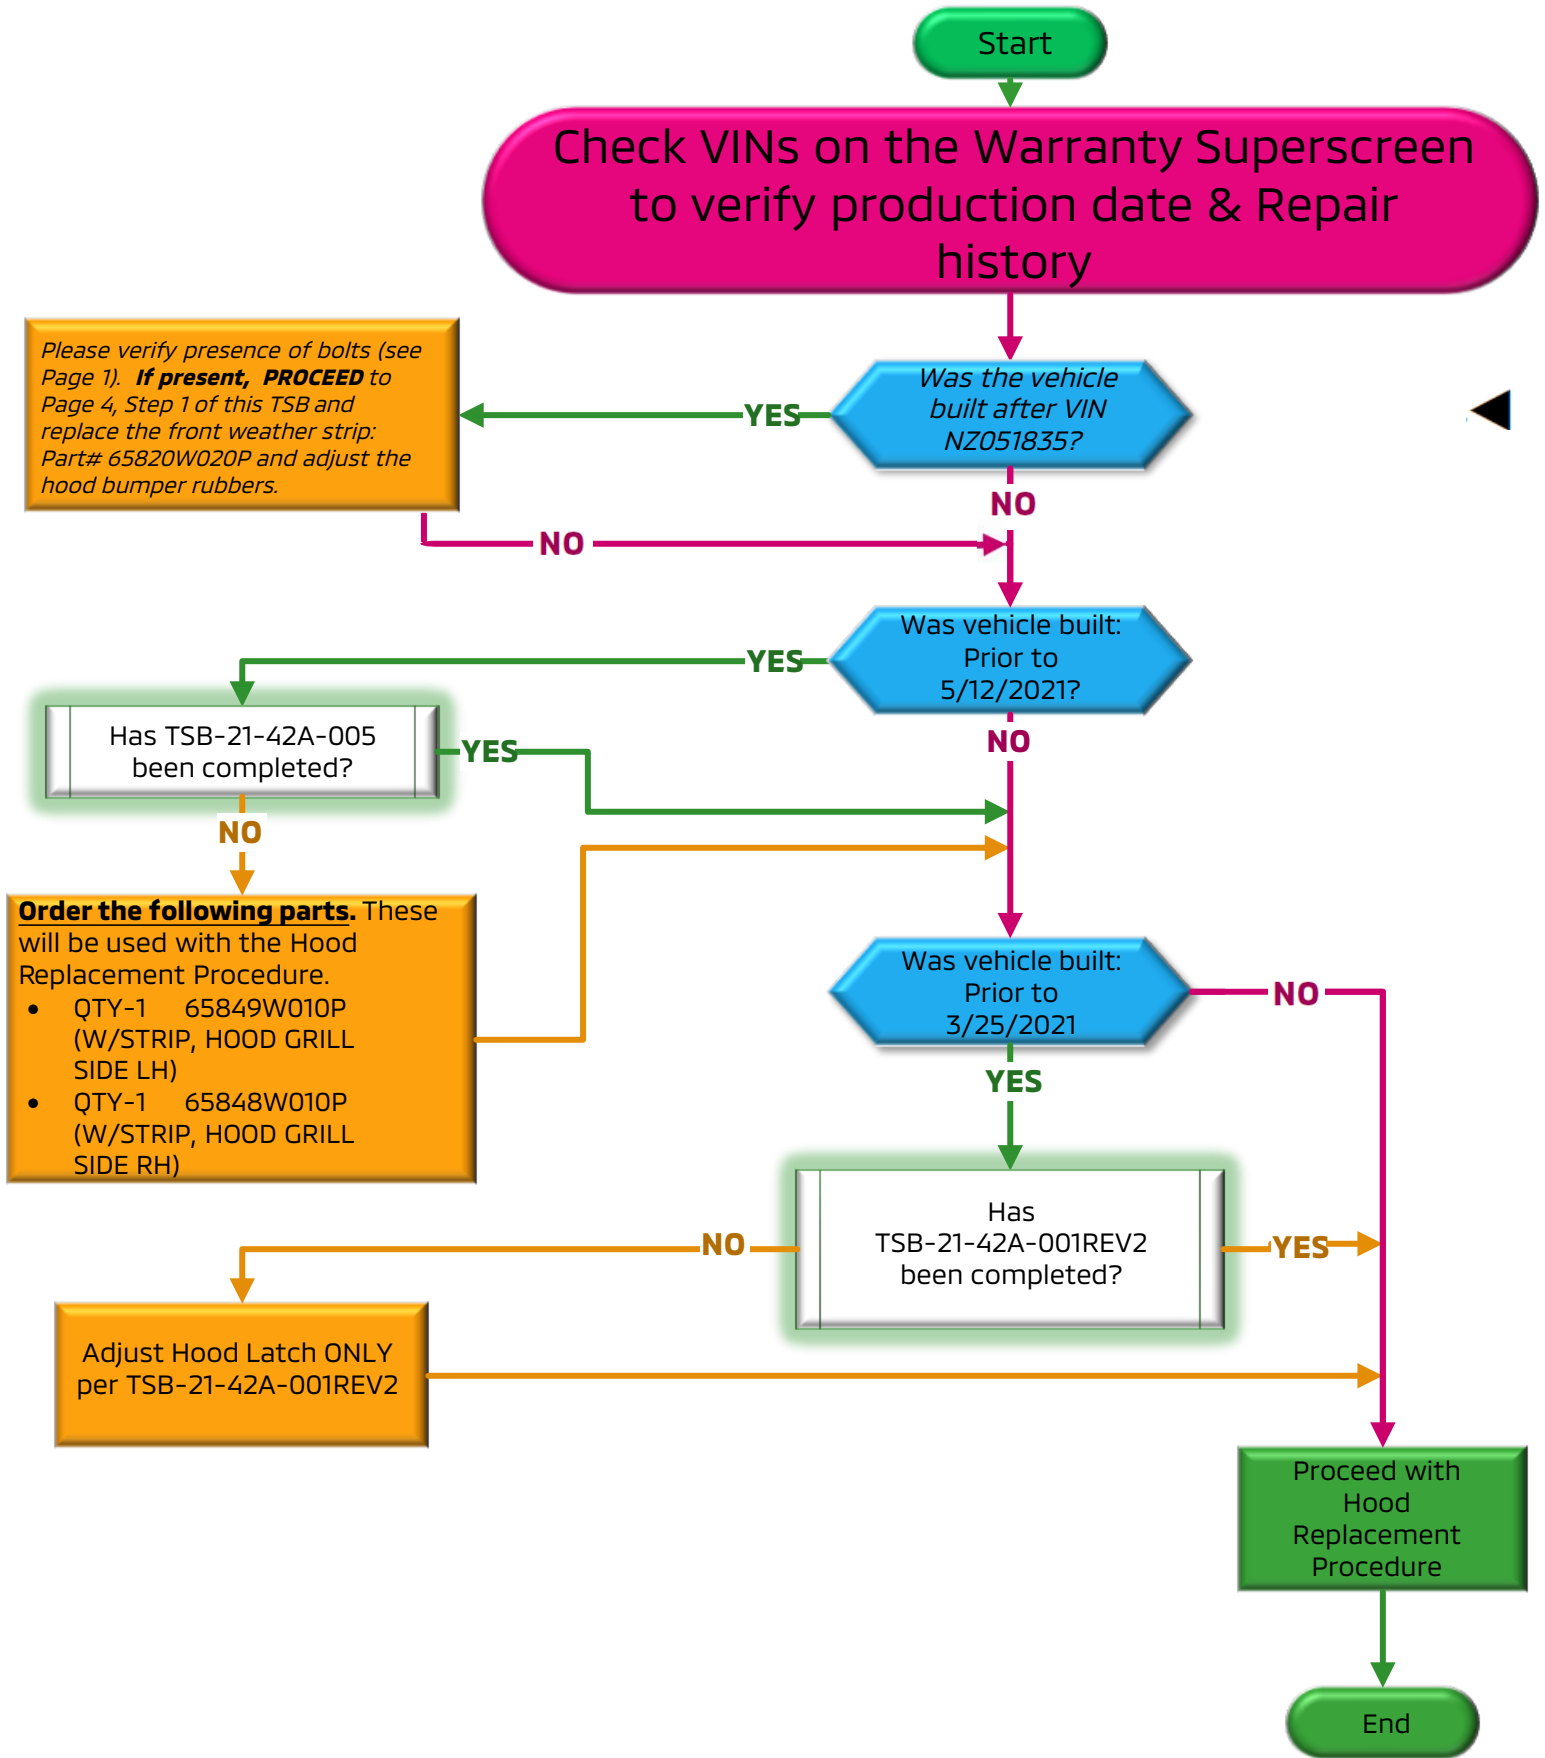 Start
Check VINs on the Warranty Superscreen
to verify production date & Repair
history
Please verify presence of bolts (see
Page 1). If present, PROCEED to
Page 4, Step 1 of this TSB and
replace the front weather strip:
Part# 65820W020P and adjust the
hood bumper rubbers.
YES
Was the vehicle
built after VIN
NZ051835?
NO
NO
Was vehicle built:
Prior to
5/12/2021?
YES
NO
Has TSB-21-42A-005
been completed?
YES
NO
Order the following parts. These
will be used with the Hood
Replacement Procedure.
• QTY-1 65849W010P
(W/STRIP, HOOD GRILL
SIDE LH)
• QTY-1 65848W010P
(W/STRIP, HOOD GRILL
SIDE RH)
Was vehicle built:
Prior to
3/25/2021
NO
YES
Has
TSB-21-42A-001REV2
been completed?
NO
YES
Adjust Hood Latch ONLY
per TSB-21-42A-001REV2
Proceed with
Hood
Replacement
Procedure
End